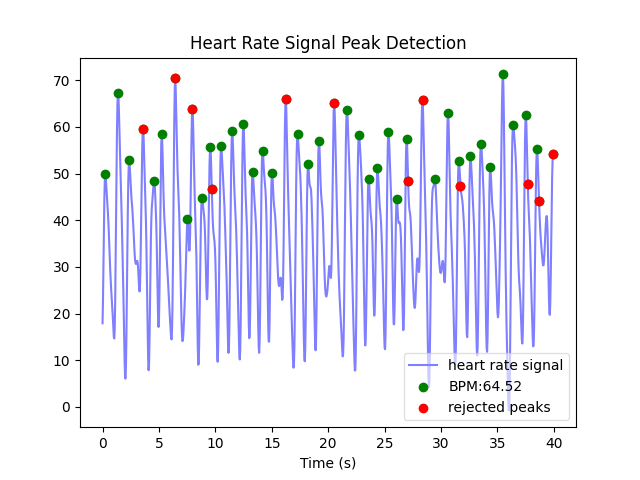 Heart Rate Signal Peak Detection
70
60
50
40
30
20
10
0
heart rate signal
BPM:64.52
rejected peaks
0 5 10 15 20 25 30 35 40
Time (s)